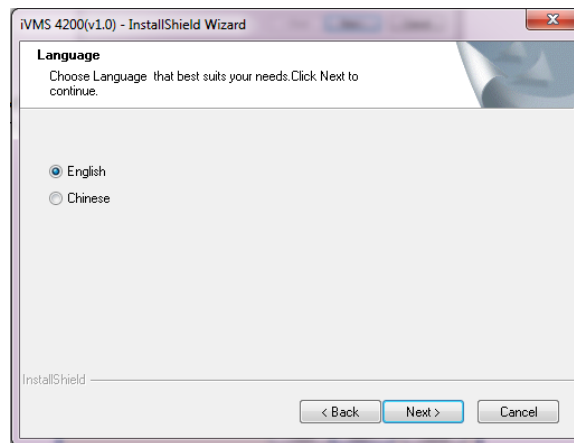 iVMS 4200(v1.0) - InstallShield Wizard
Language
Choose Language  that best suits your needs.Click Next to
continue.
English
Chinese
InstallShield
< Back
Next >
Cancel